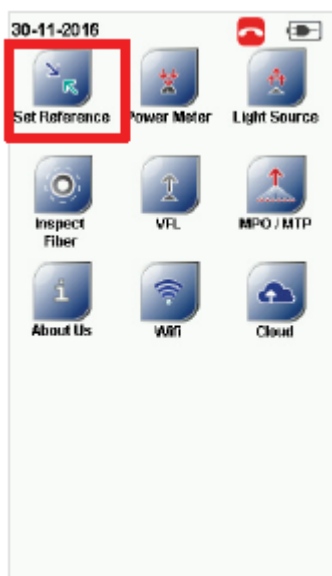 30-11-2016
Set Reference Power Meter Light Source
Inspect Fiber VFL MPO / MTP
About Us Wifi Cloud